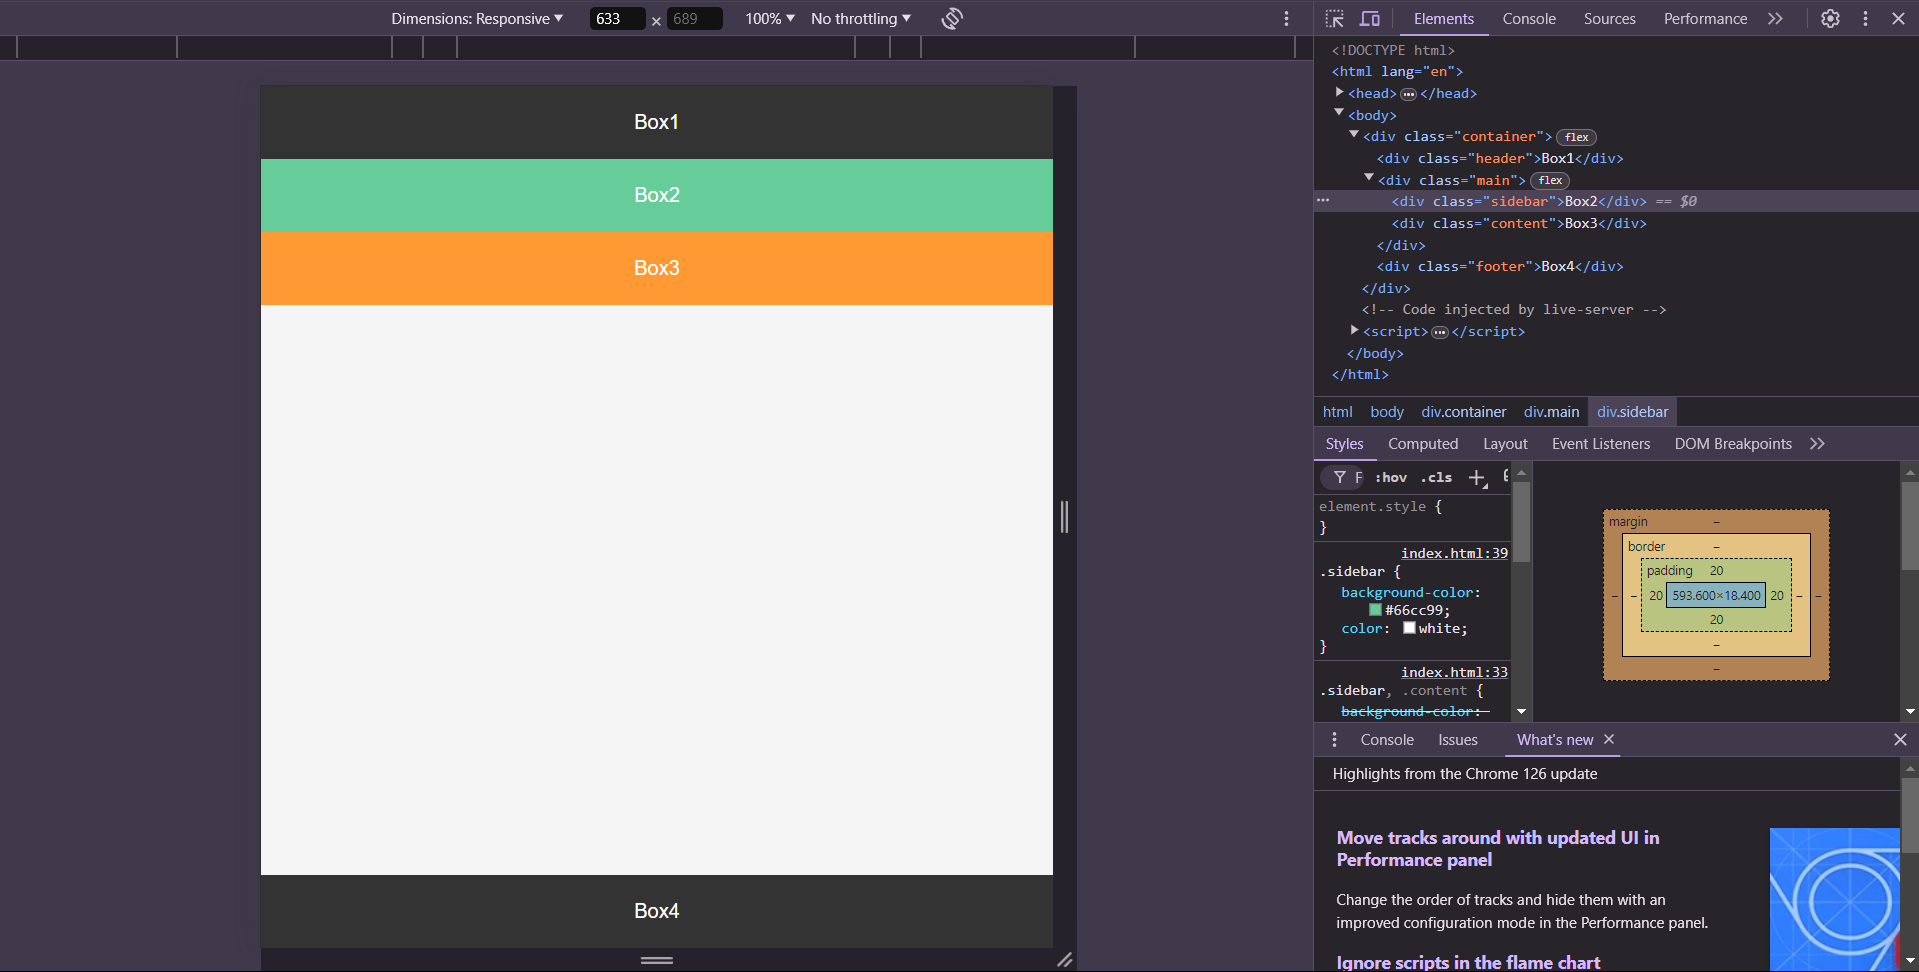 Dimensions: Responsive
633 × 689
100%
No throttling
Box1
Box2
Box3
Box4
Elements
Console
Sources
Performance
<!DOCTYPE html>
<html lang="en">
<head> ••• </head>
<body>
<div class="container"> flex
<div class="header">Box1</div>
<div class="main"> flex
<div class="sidebar">Box2</div> == $0
<div class="content">Box3</div>
</div>
<div class="footer">Box4</div>
</div>
<!-- Code injected by live-server -->
<script> ••• </script>
</body>
</html>
html body div.container div.main div.sidebar
Styles Computed Layout Event Listeners DOM Breakpoints
F :hov .cls
element.style {
}
index.html:39
.sidebar {
background-color:
#66cc99;
color: white;
}
index.html:33
.sidebar, .content {
background-color:
margin –
border –
padding 20
– – 20 593.600×18.400 20 – –
20
–
–
Console Issues What's new
Highlights from the Chrome 126 update
Move tracks around with updated UI in
Performance panel
Change the order of tracks and hide them with an
improved configuration mode in the Performance panel.
Ignore scripts in the flame chart